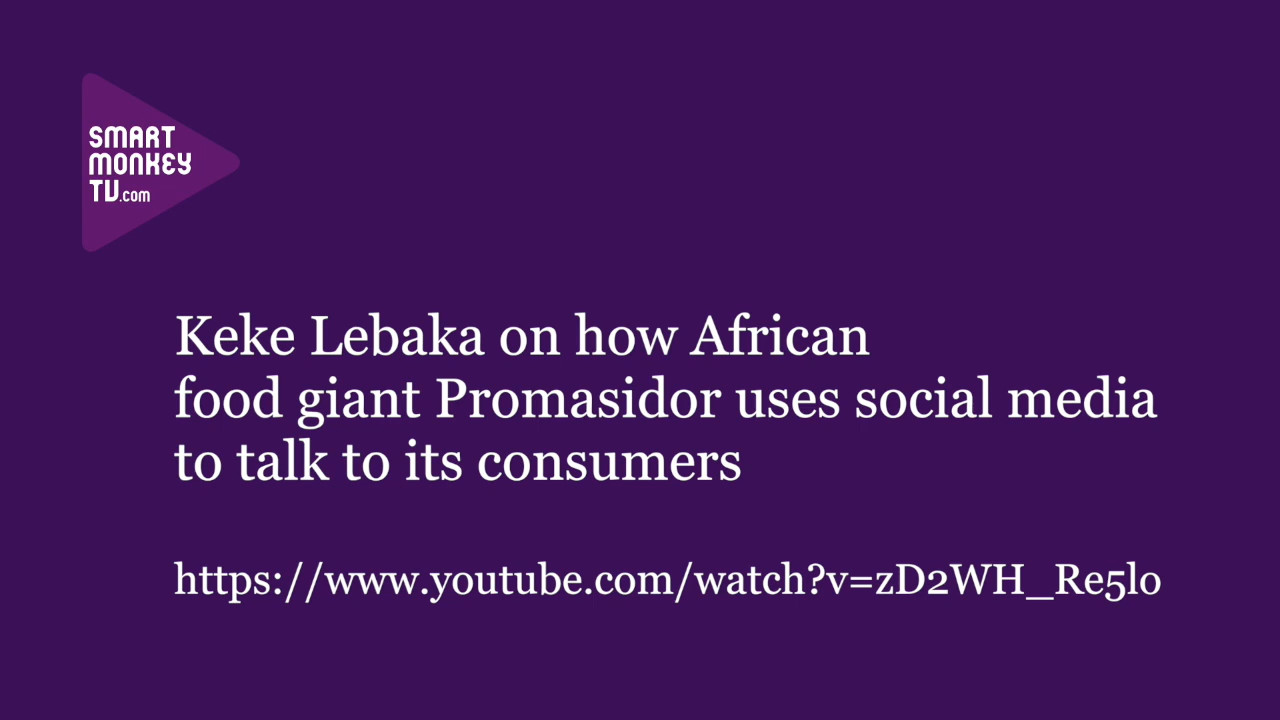 SMART
MONKEY
TV.com
Keke Lebaka on how African
food giant Promasidor uses social media
to talk to its consumers
https://www.youtube.com/watch?v=zD2WH_Re5lo